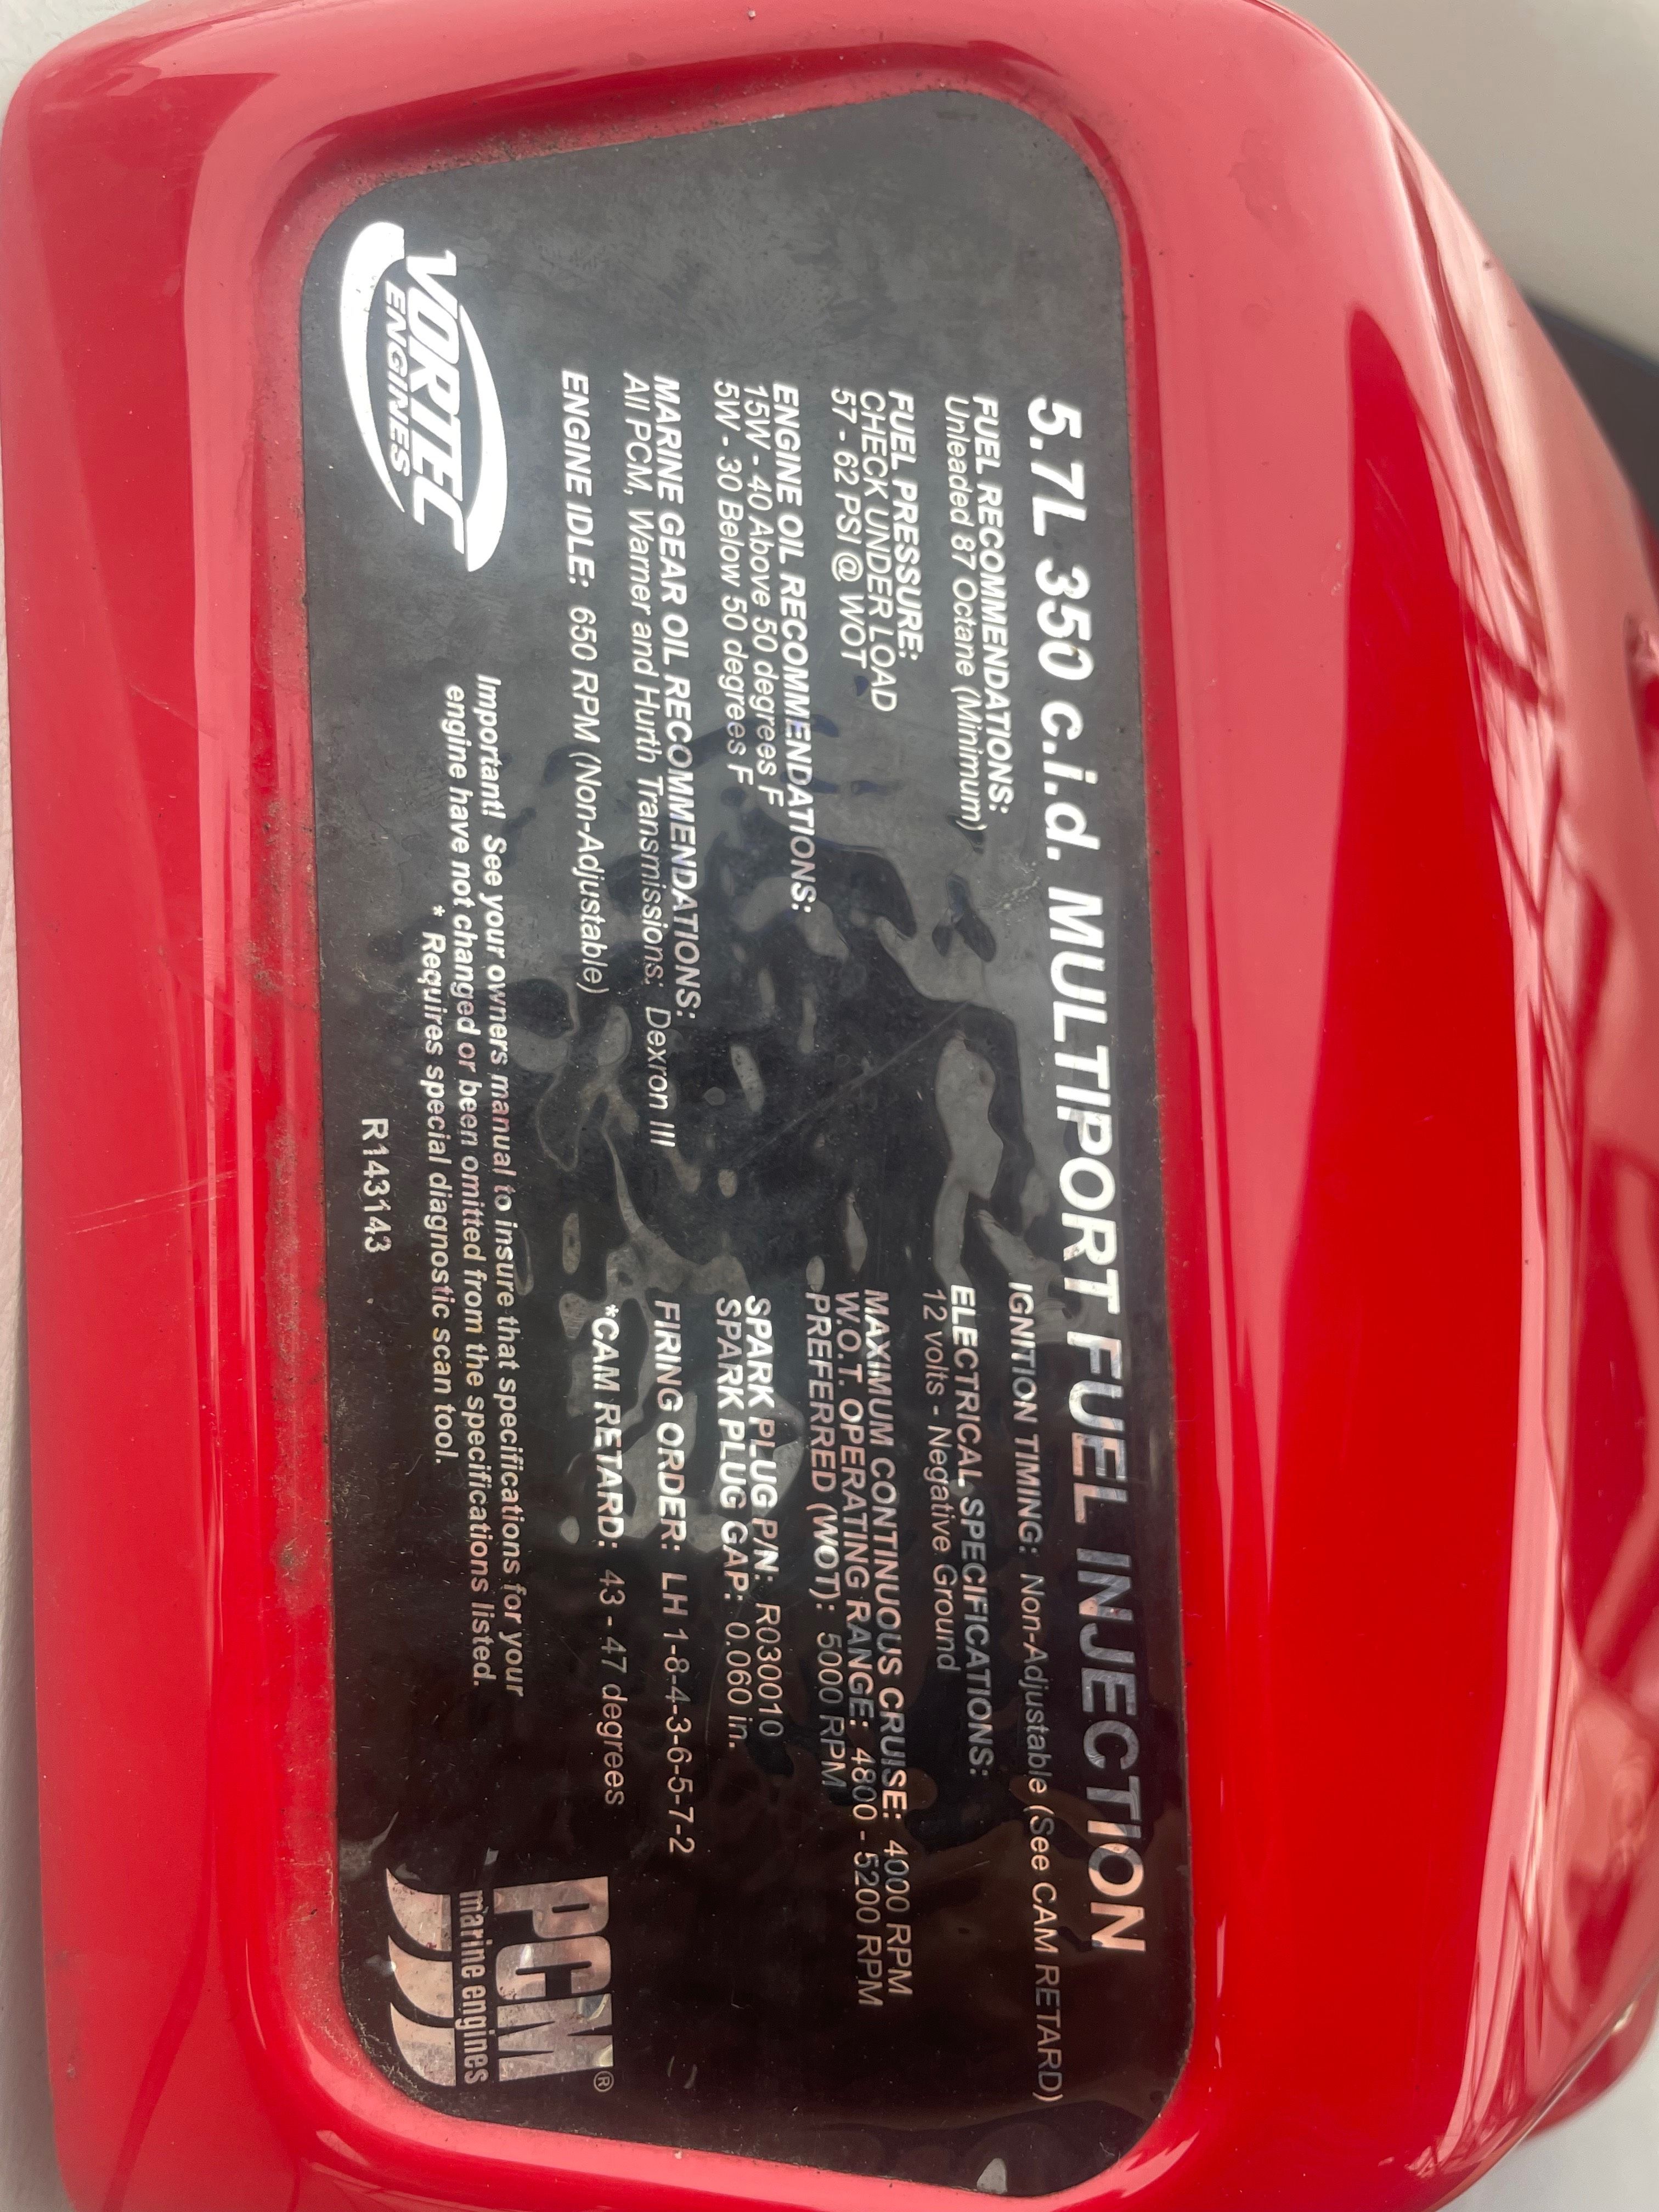 5.7L 350 c.i.d. MULTIPORT FUEL INJECTION
FUEL RECOMMENDATIONS:
Unleaded 87 Octane (Minimum)
FUEL PRESSURE:
CHECK UNDER LOAD
57 - 62 PSI @ WOT
ENGINE OIL RECOMMENDATIONS:
15W - 40 Above 50 degrees F
5W - 30 Below 50 degrees F
MARINE GEAR OIL RECOMMENDATIONS:
All PCM, Warner and Hurth Transmissions: Dexron III
ENGINE IDLE: 650 RPM (Non-Adjustable)
IGNITION TIMING: Non-Adjustable (See CAM RETARD)
ELECTRICAL SPECIFICATIONS:
12 volts - Negative Ground
MAXIMUM CONTINUOUS CRUISE: 4000 RPM
W.O.T. OPERATING RANGE: 4800 - 5200 RPM
PREFERRED (WOT): 5000 RPM
SPARK PLUG P/N: R030010
SPARK PLUG GAP: 0.060 in.
FIRING ORDER: LH 1-8-4-3-6-5-7-2
*CAM RETARD: 43 - 47 degrees
Important! See your owners manual to insure that specifications for your
engine have not changed or been omitted from the specifications listed.
* Requires special diagnostic scan tool.
R143143
VORTEC
ENGINES
PCM®
marine engines